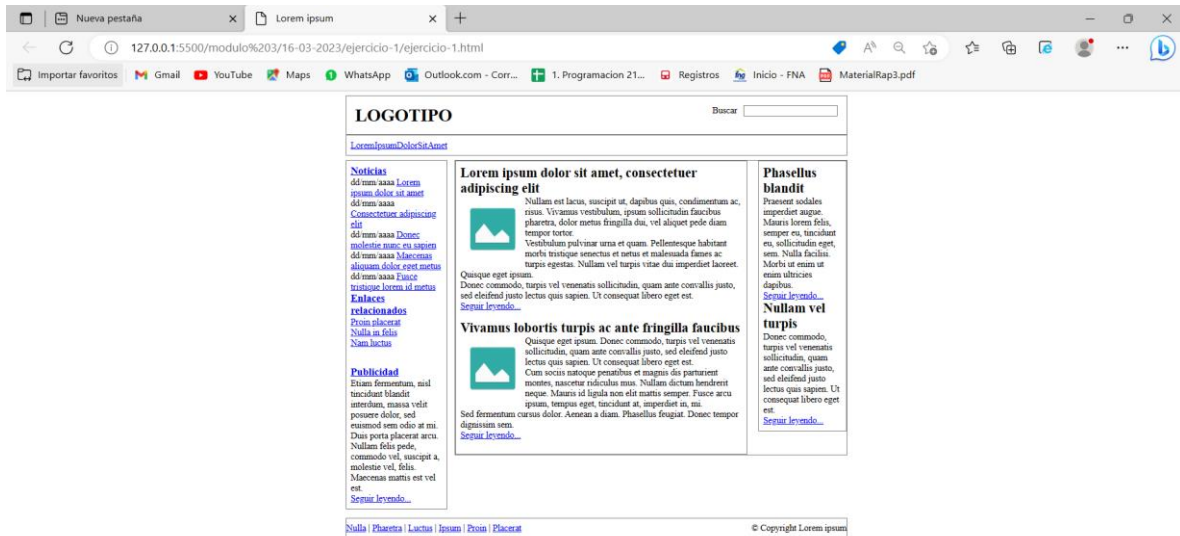 Nueva pestaña
Lorem ipsum
127.0.0.1:5500/modulo%203/16-03-2023/ejercicio-1/ejercicio-1.html
Importar favoritos
Gmail
YouTube
Maps
WhatsApp
Outlook.com - Corr...
1. Programacion 21...
Registros
Inicio - FNA
MaterialRap3.pdf
LOGOTIPO
Buscar
LoremIpsumDolorSitAmet
Noticias
dd/mm/aaaa Lorem
ipsum dolor sit amet
dd/mm/aaaa
Consectetuer adipiscing
elit
dd/mm/aaaa Donec
molestie nunc eu sapien
dd/mm/aaaa Maecenas
aliquam dolor eget metus
dd/mm/aaaa Fusce
tristique lorem id metus
Enlaces
relacionados
Proin placerat
Nulla in felis
Nam luctus
Publicidad
Etiam fermentum, nisl
tincidunt blandit
interdum, massa velit
posuere dolor, sed
euismod sem odio at mi.
Duis porta placerat arcu.
Nullam felis pede,
commodo vel, suscipit a,
molestie vel, felis.
Maecenas mattis est vel
est.
Seguir leyendo...
Lorem ipsum dolor sit amet, consectetuer
adipiscing elit
Nullam est lacus, suscipit ut, dapibus quis, condimentum ac,
risus. Vivamus vestibulum, ipsum sollicitudin faucibus
pharetra, dolor metus fringilla dui, vel aliquet pede diam
tempor tortor.
Vestibulum pulvinar urna et quam. Pellentesque habitant
morbi tristique senectus et netus et malesuada fames ac
turpis egestas. Nullam vel turpis vitae dui imperdiet laoreet.
Quisque eget ipsum.
Donec commodo, turpis vel venenatis sollicitudin, quam ante convallis justo,
sed eleifend justo lectus quis sapien. Ut consequat libero eget est.
Seguir leyendo...
Vivamus lobortis turpis ac ante fringilla faucibus
Quisque eget ipsum. Donec commodo, turpis vel venenatis
sollicitudin, quam ante convallis justo, sed eleifend justo
lectus quis sapien. Ut consequat libero eget est.
Cum sociis natoque penatibus et magnis dis parturient
montes, nascetur ridiculus mus. Nullam dictum hendrerit
neque. Mauris id ligula non elit mattis semper. Fusce arcu
ipsum, tempus eget, tincidunt at, imperdiet in, mi.
Sed fermentum cursus dolor. Aenean a diam. Phasellus feugiat. Donec tempor
dignissim sem.
Seguir leyendo...
Phasellus
blandit
Praesent sodales
imperdiet augue.
Mauris lorem felis,
semper eu, tincidunt
eu, sollicitudin eget,
sem. Nulla facilisi.
Morbi ut enim ut
enim ultricies
dapibus.
Seguir leyendo...
Nullam vel
turpis
Donec commodo,
turpis vel venenatis
sollicitudin, quam
ante convallis justo,
sed eleifend justo
lectus quis sapien. Ut
consequat libero eget
est.
Seguir leyendo...
Nulla | Pharetra | Luctus | Ipsum | Proin | Placerat
© Copyright Lorem ipsum